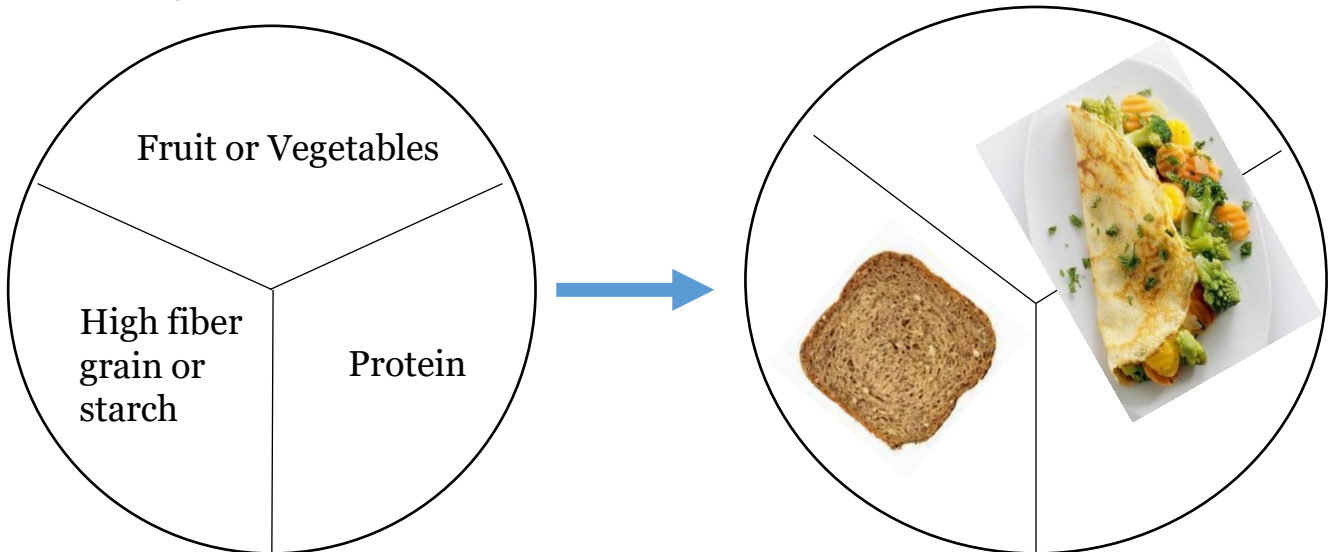 Fruit or Vegetables
High fiber
grain or
starch
Protein